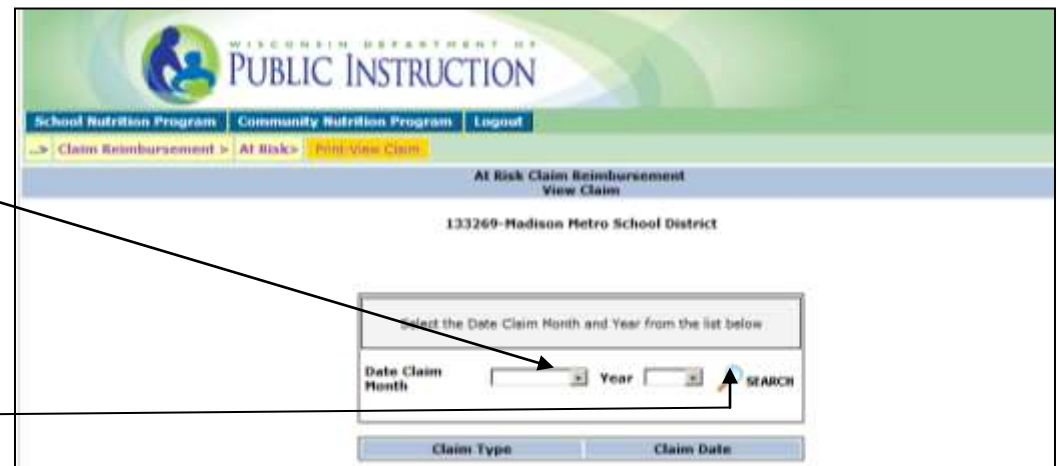 WISCONSIN DEPARTMENT OF
PUBLIC INSTRUCTION
School Nutrition Program Community Nutrition Program Logout
..> Claim Reimbursement > At Risk> Print-View Claim
At Risk Claim Reimbursement
View Claim
133269-Madison Metro School District
Select the Date Claim Month and Year from the list below
Date Claim Month Year SEARCH
Claim Type Claim Date